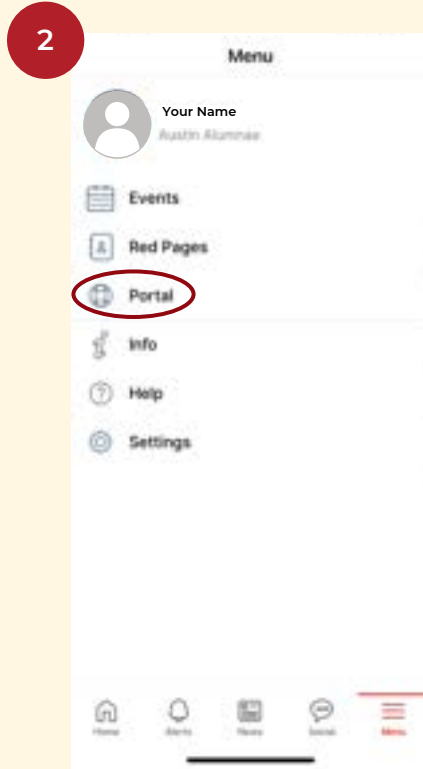 2
Menu
Your Name
Austin Alumnae
Events
Red Pages
Portal
Info
Help
Settings
Home
Alerts
News
Social
Menu